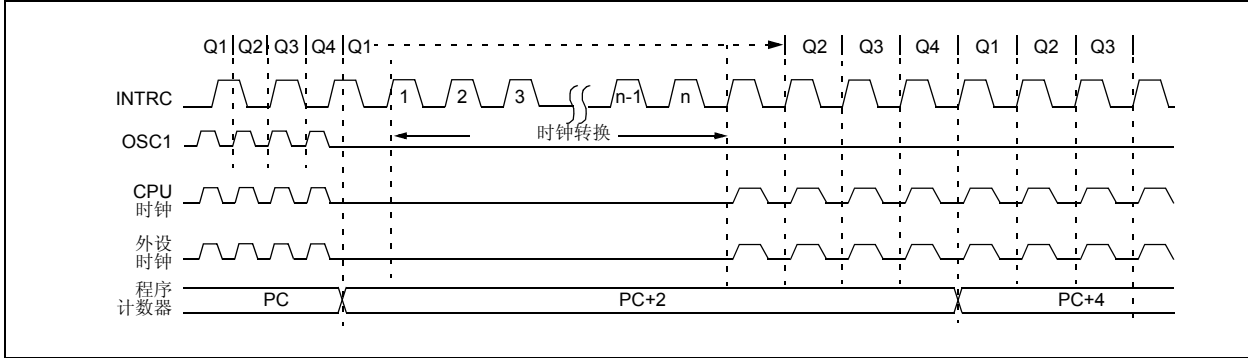 Q1 Q2 Q3 Q4 Q1 Q2 Q3 Q4 Q1 Q2 Q3
INTRC 1 2 3 n-1 n
时钟转换
OSC1
CPU
时钟
外设
时钟
程序
计数器
PC PC+2 PC+4